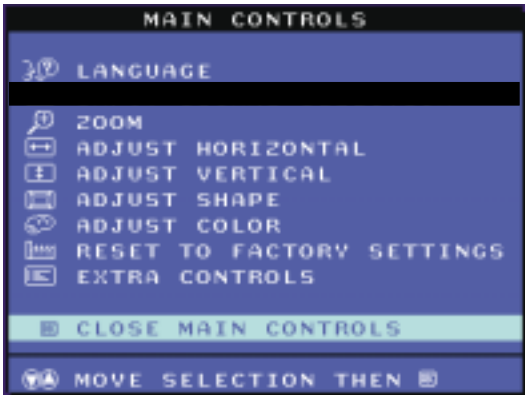 MAIN CONTROLS
LANGUAGE
ZOOM
ADJUST HORIZONTAL
ADJUST VERTICAL
ADJUST SHAPE
ADJUST COLOR
RESET TO FACTORY SETTINGS
EXTRA CONTROLS
CLOSE MAIN CONTROLS
MOVE SELECTION THEN